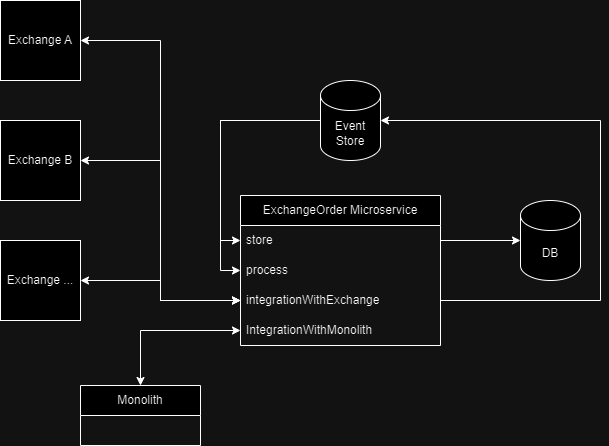 Exchange A
Exchange B
Exchange ...
Event
Store
ExchangeOrder Microservice
store
process
integrationWithExchange
IntegrationWithMonolith
DB
Monolith